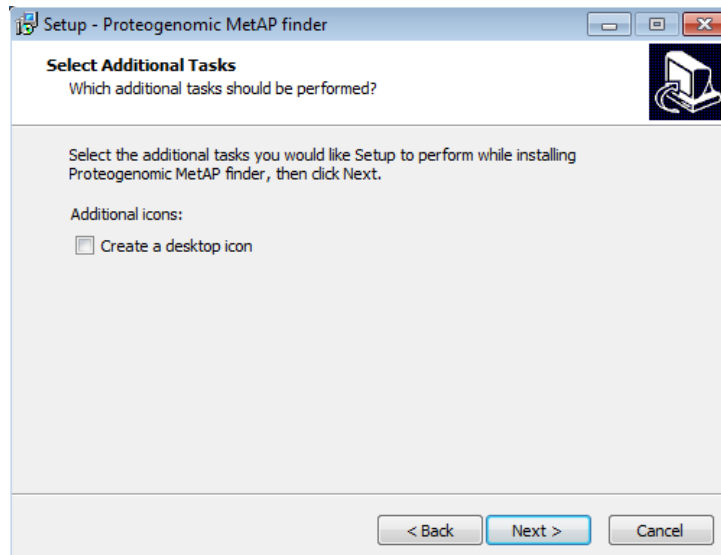 Setup - Proteogenomic MetAP finder
Select Additional Tasks
Which additional tasks should be performed?
Select the additional tasks you would like Setup to perform while installing
Proteogenomic MetAP finder, then click Next.
Additional icons:
Create a desktop icon
< Back
Next >
Cancel